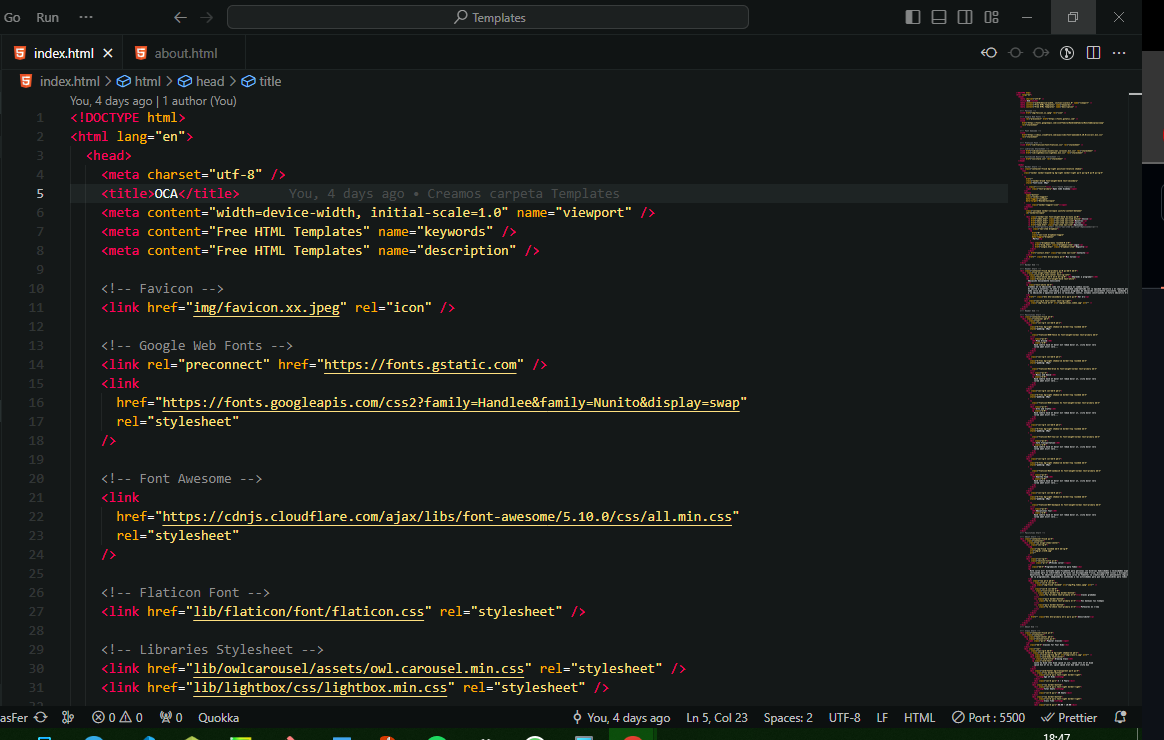 Go Run ··· Templates
index.html about.html
index.html > html > head > title
You, 4 days ago | 1 author (You)
1 <!DOCTYPE html>
2 <html lang="en">
3 <head>
4 <meta charset="utf-8" />
5 <title>OCA</title> You, 4 days ago • Creamos carpeta Templates
6 <meta content="width=device-width, initial-scale=1.0" name="viewport" />
7 <meta content="Free HTML Templates" name="keywords" />
8 <meta content="Free HTML Templates" name="description" />
9
10 <!-- Favicon -->
11 <link href="img/favicon.xx.jpeg" rel="icon" />
12
13 <!-- Google Web Fonts -->
14 <link rel="preconnect" href="https://fonts.gstatic.com" />
15 <link
16 href="https://fonts.googleapis.com/css2?family=Handlee&family=Nunito&display=swap"
17 rel="stylesheet"
18 />
19
20 <!-- Font Awesome -->
21 <link
22 href="https://cdnjs.cloudflare.com/ajax/libs/font-awesome/5.10.0/css/all.min.css"
23 rel="stylesheet"
24 />
25
26 <!-- Flaticon Font -->
27 <link href="lib/flaticon/font/flaticon.css" rel="stylesheet" />
28
29 <!-- Libraries Stylesheet -->
30 <link href="lib/owlcarousel/assets/owl.carousel.min.css" rel="stylesheet" />
31 <link href="lib/lightbox/css/lightbox.min.css" rel="stylesheet" />
asFer 0 0 0 Quokka You, 4 days ago Ln 5, Col 23 Spaces: 2 UTF-8 LF HTML Port : 5500 Prettier
18:47